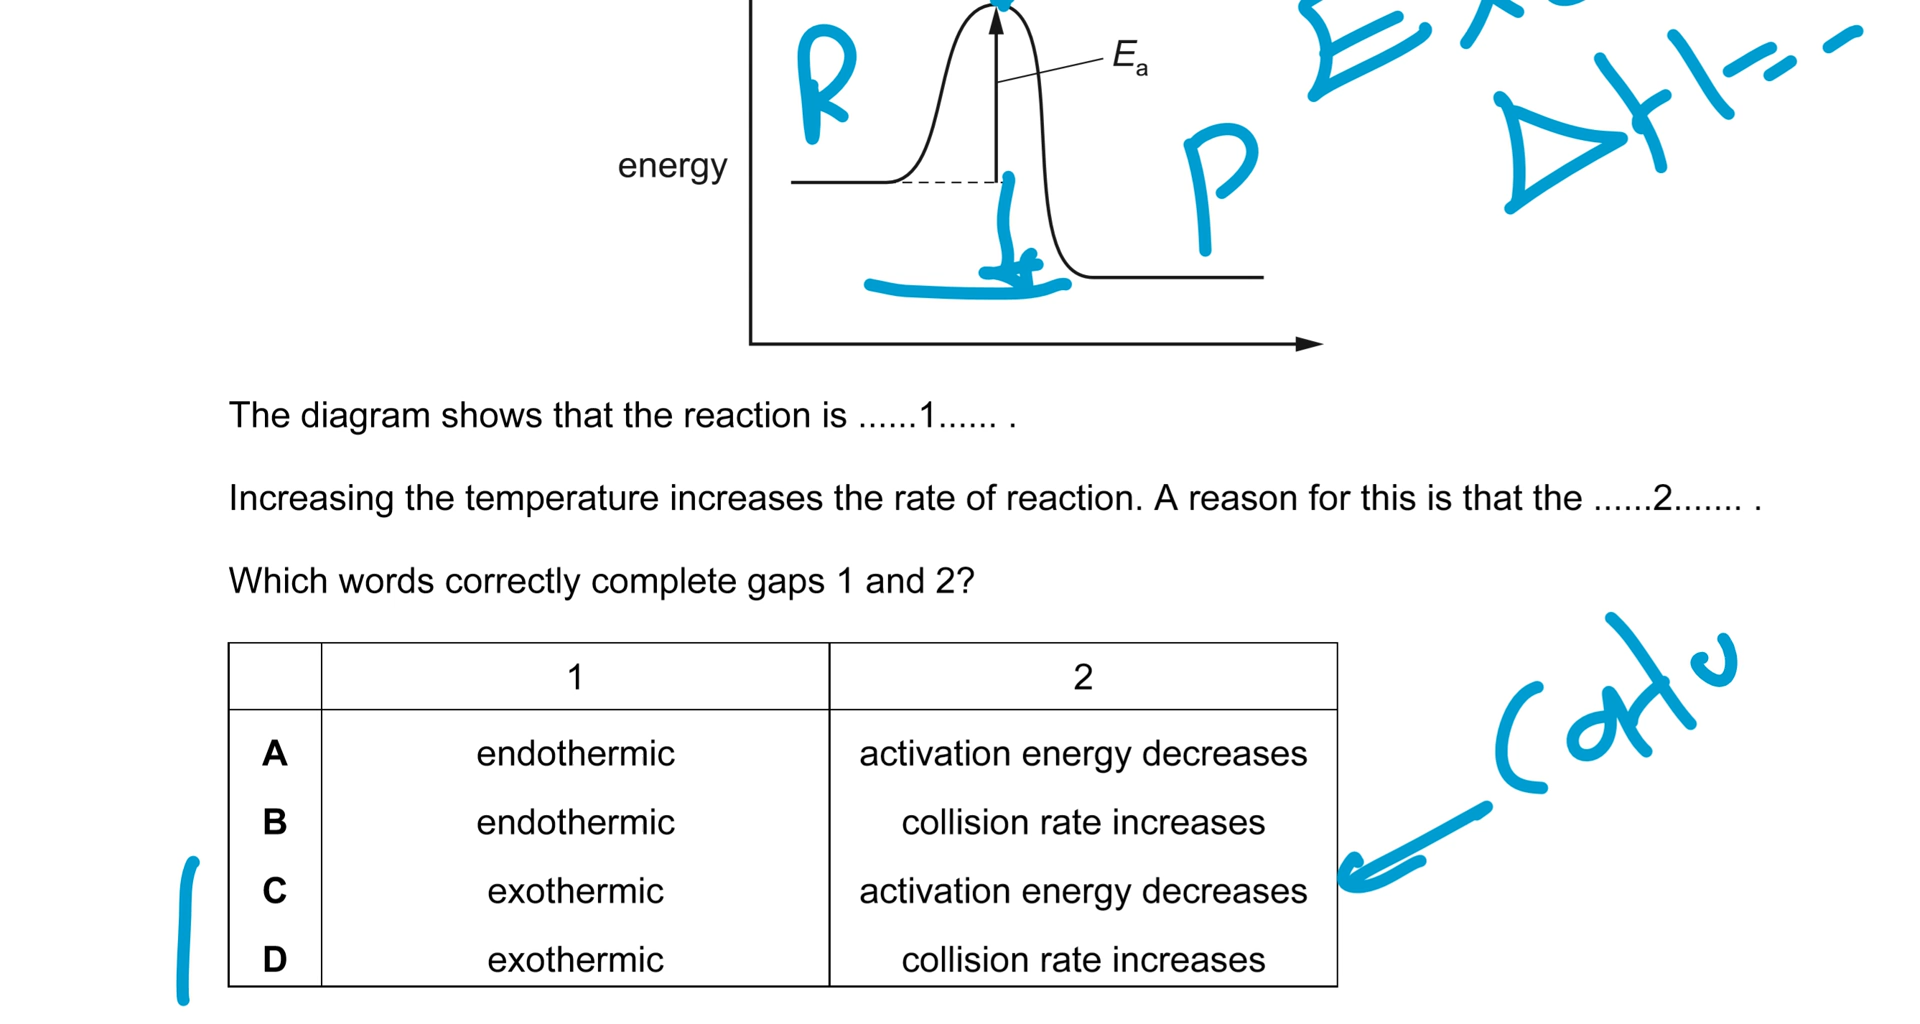 R
E_a
ΔH = -
energy
P
The diagram shows that the reaction is ......1...... .
Increasing the temperature increases the rate of reaction. A reason for this is that the ......2....... .
Which words correctly complete gaps 1 and 2?
1 2
A endothermic activation energy decreases
B endothermic collision rate increases
C exothermic activation energy decreases
D exothermic collision rate increases